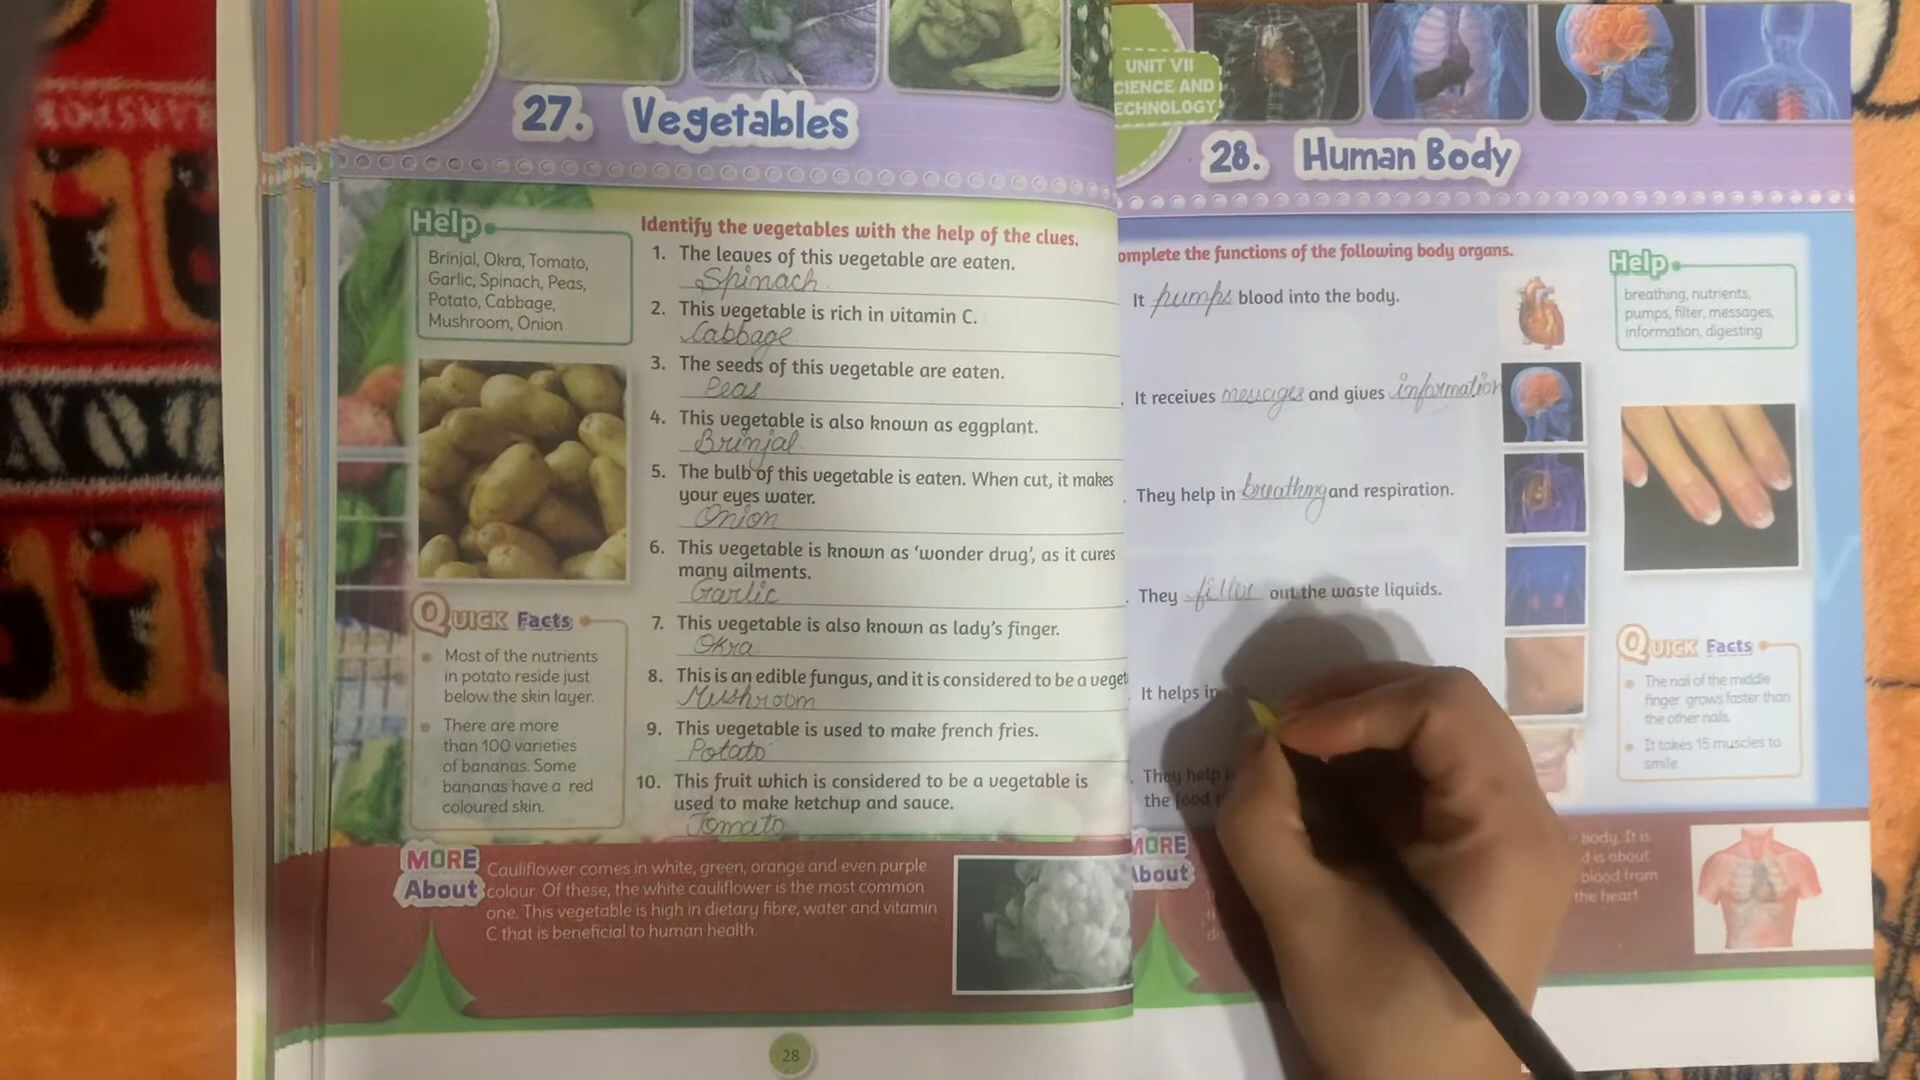 27. Vegetables
Help
Brinjal, Okra, Tomato,
Garlic, Spinach, Peas,
Potato, Cabbage,
Mushroom, Onion
Identify the vegetables with the help of the clues.
1. The leaves of this vegetable are eaten.
Spinach
2. This vegetable is rich in vitamin C.
Cabbage
3. The seeds of this vegetable are eaten.
Peas
4. This vegetable is also known as eggplant.
Brinjal
5. The bulb of this vegetable is eaten. When cut, it makes
your eyes water.
Onion
6. This vegetable is known as ‘wonder drug’, as it cures
many ailments.
Garlic
7. This vegetable is also known as lady’s finger.
Okra
8. This is an edible fungus, and it is considered to be a veget
Mushroom
9. This vegetable is used to make french fries.
Potato
10. This fruit which is considered to be a vegetable is
used to make ketchup and sauce.
Tomato
QUICK Facts
Most of the nutrients
in potato reside just
below the skin layer.
There are more
than 100 varieties
of bananas. Some
bananas have a red
coloured skin.
MORE
About
Cauliflower comes in white, green, orange and even purple
colour. Of these, the white cauliflower is the most common
one. This vegetable is high in dietary fibre, water and vitamin
C that is beneficial to human health.
28
UNIT VII
CIENCE AND
ECHNOLOGY
28. Human Body
omplete the functions of the following body organs.
It pumps blood into the body.
It receives messages and gives information
They help in breathing and respiration.
They filter out the waste liquids.
It helps in
They help
the food
Help
breathing, nutrients,
pumps, filter, messages,
information, digesting
QUICK Facts
The nail of the middle
finger grows faster than
the other nails.
It takes 15 muscles to
smile
MORE
About
body. It is
d is about
blood from
the heart